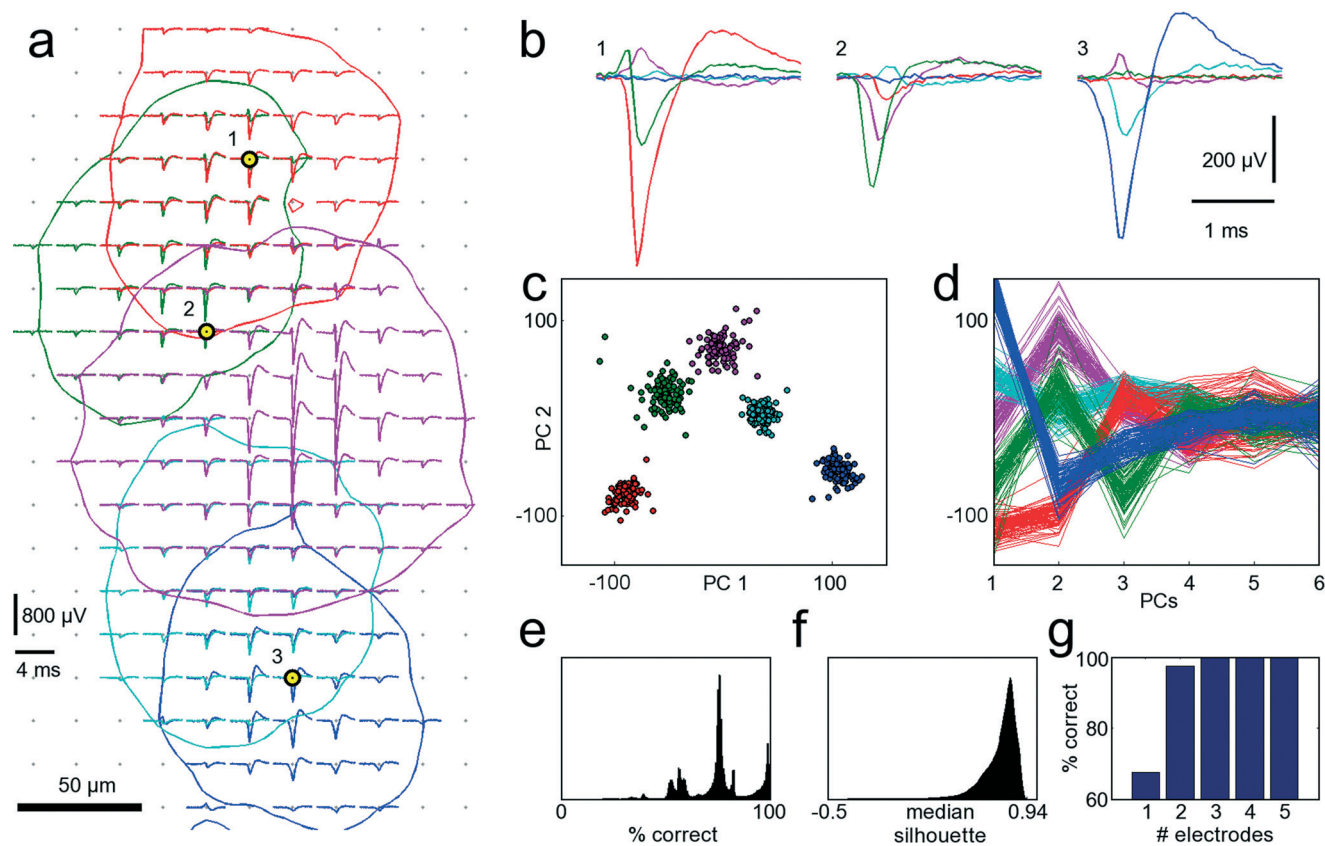 a
1
2
3
800 µV
4 ms
50 µm
b
1
2
3
200 µV
1 ms
c
100
PC 2
-100
-100
PC 1
100
d
100
-100
1
2
3
4
5
6
PCs
e
0
100
% correct
f
-0.5
median
0.94
silhouette
g
100
% correct
80
60
1
2
3
4
5
# electrodes